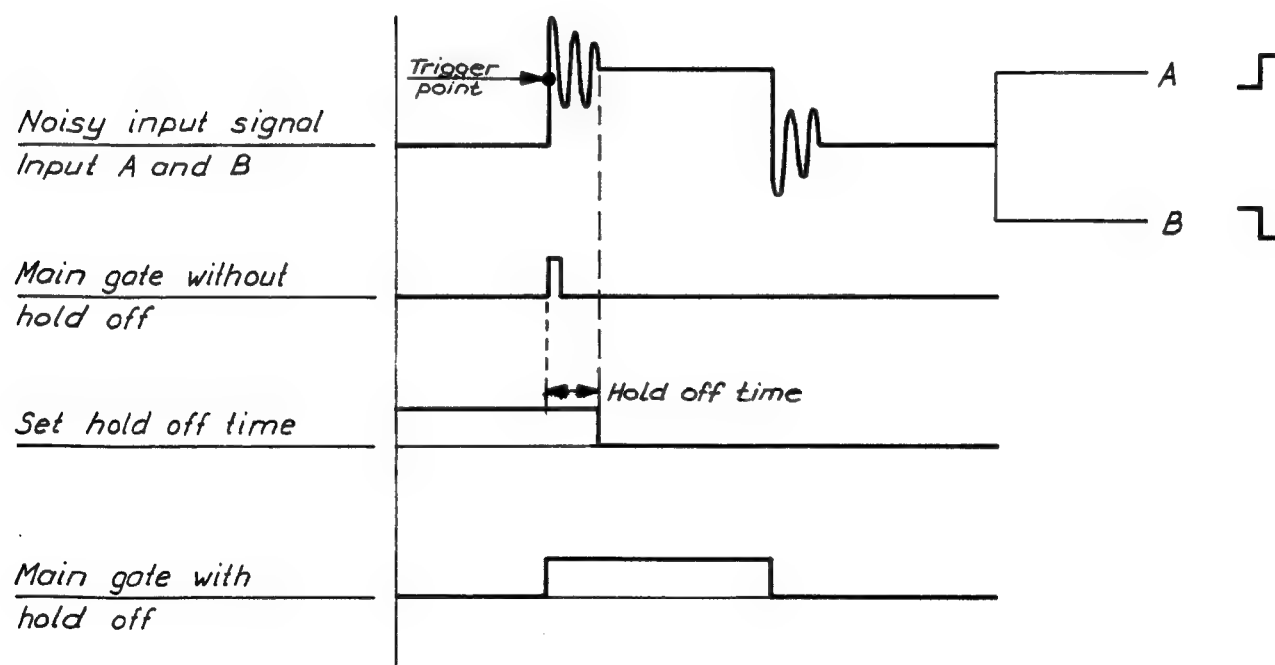 Trigger
point
A
Noisy input signal
Input A and B
B
Main gate without
hold off
Hold off time
Set hold off time
Main gate with
hold off